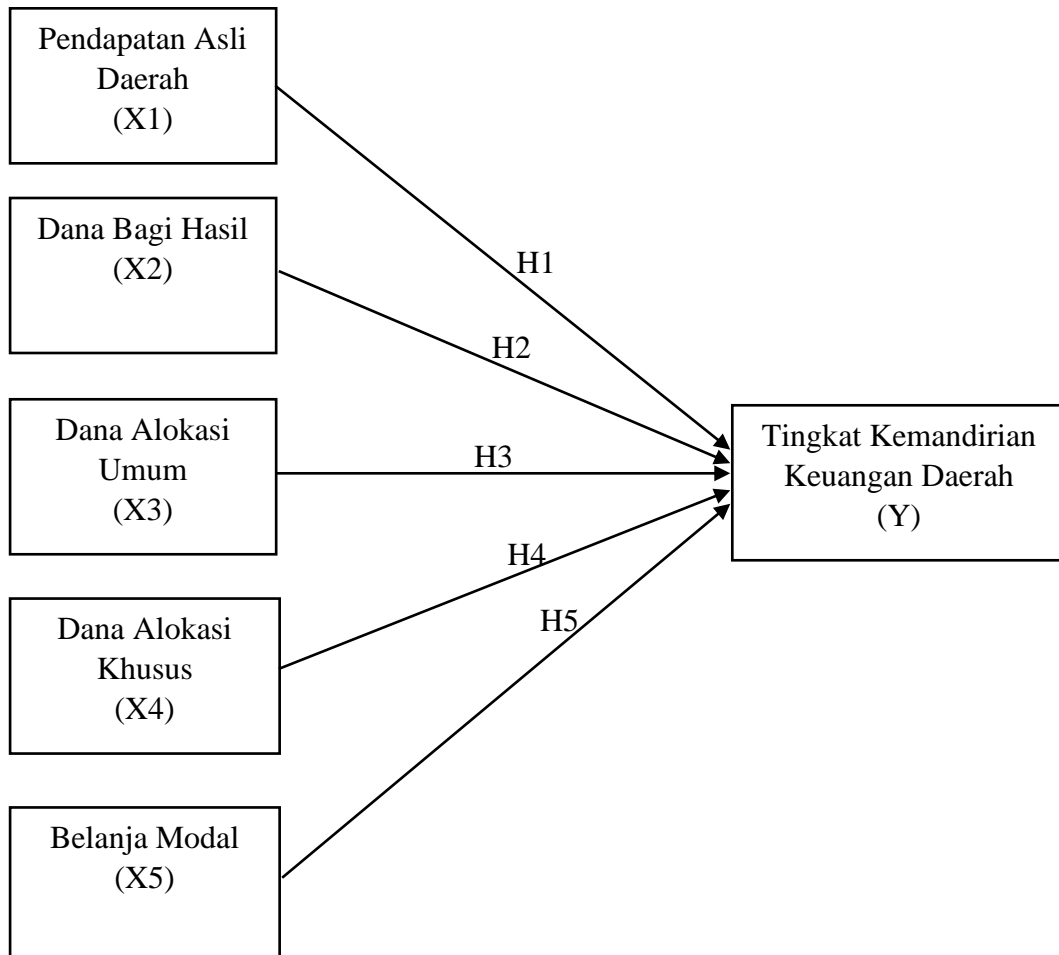 Pendapatan Asli
Daerah
(X1)
Dana Bagi Hasil
(X2)
Dana Alokasi
Umum
(X3)
Dana Alokasi
Khusus
(X4)
Belanja Modal
(X5)
H1
H2
H3
H4
H5
Tingkat Kemandirian
Keuangan Daerah
(Y)